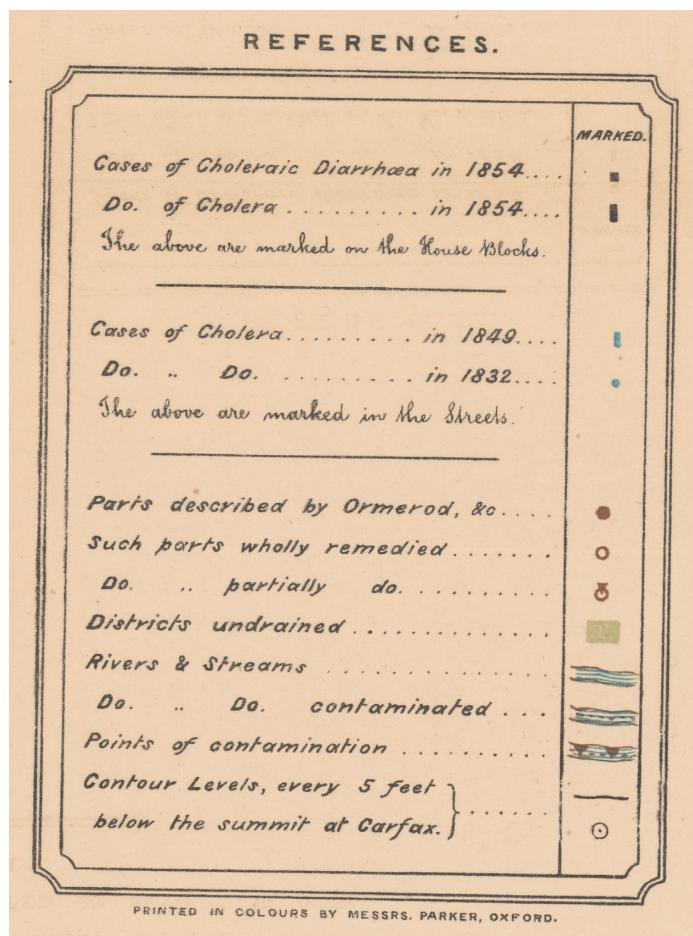 REFERENCES.
MARKED.
Cases of Choleraic Diarrhœa in 1854....
Do. of Cholera .......... in 1854....
The above are marked on the House Blocks.
Cases of Cholera.......... in 1849....
Do. „ Do. .......... in 1832....
The above are marked in the Streets.
Parts described by Ormerod, &c.....
Such parts wholly remedied.......
Do. „ partially do. ..........
Districts undrained ..............
Rivers & Streams ...............
Do. „ Do. contaminated ...
Points of contamination ..........
Contour Levels, every 5 feet
below the summit at Carfax. } ......
PRINTED IN COLOURS BY MESSRS. PARKER, OXFORD.